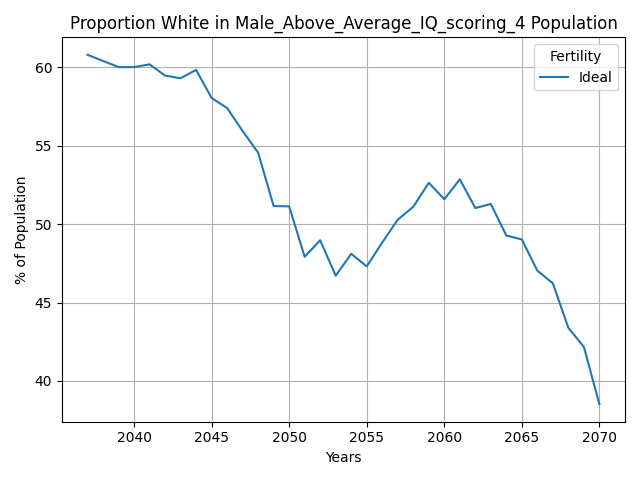 Proportion White in Male_Above_Average_IQ_scoring_4 Population
Fertility
Ideal
% of Population
60
55
50
45
40
2040 2045 2050 2055 2060 2065 2070
Years